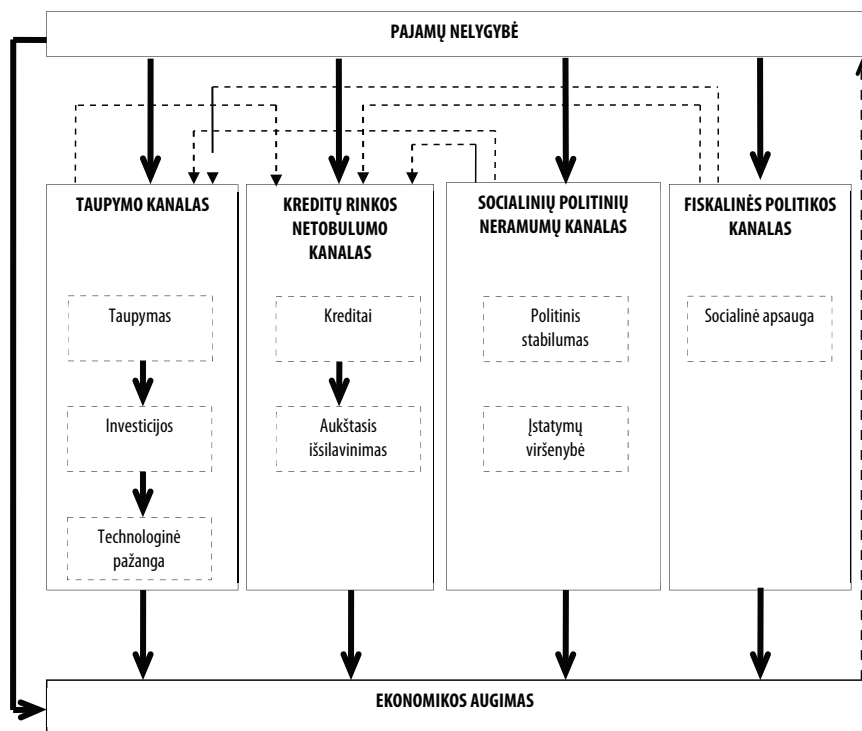 PAJAMŲ NELYGYBĖ
TAUPYMO KANALAS
Taupymas
Investicijos
Technologinė
pažanga
KREDITŲ RINKOS
NETOBULUMO
KANALAS
Kreditai
Aukštasis
išsilavinimas
SOCIALINIŲ POLITINIŲ
NERAMUMŲ KANALAS
Politinis
stabilumas
Įstatymų
viršenybė
FISKALINĖS POLITIKOS
KANALAS
Socialinė apsauga
EKONOMIKOS AUGIMAS